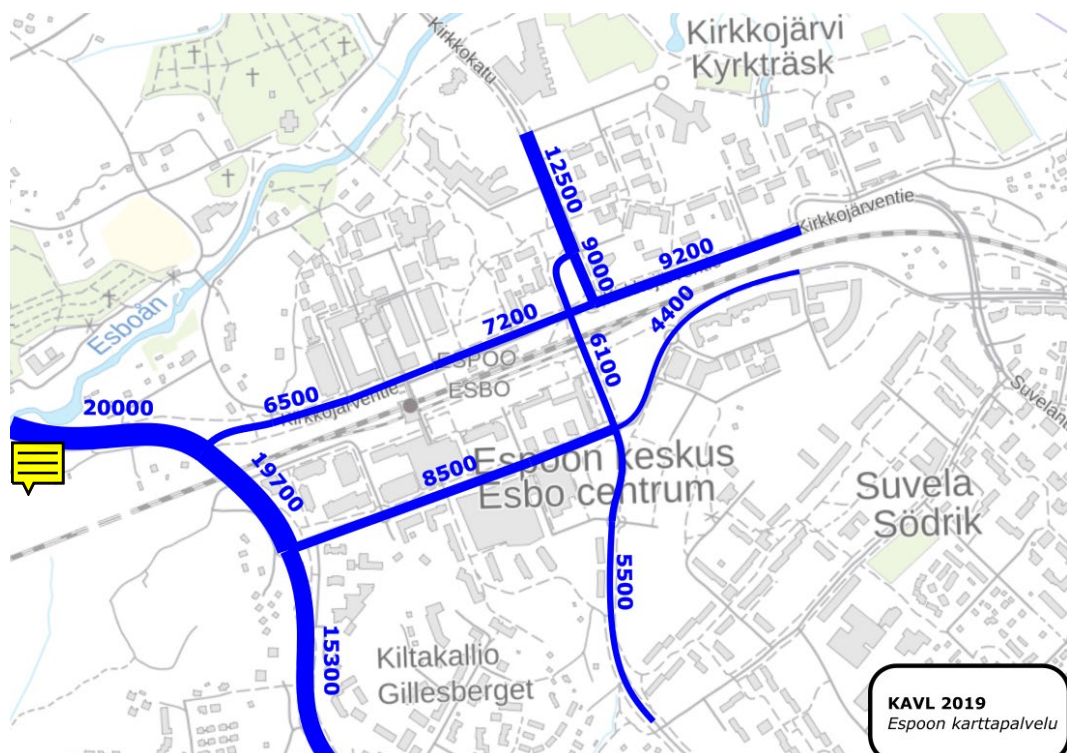 Kirkkokatu
Kirkkojärvi
Kyrkträsk
12500
9000
9200
Kirkkojärventie
Esboån
7200
4400
6100
ESPOO
ESBO
6500
Kirkkojärventie
20000
19700
8500
Espoon keskus
Esbo centrum
Suvela
Södrik
5500
15300
Kiltakallio
Gillesberget
KAVL 2019
Espoon karttapalvelu